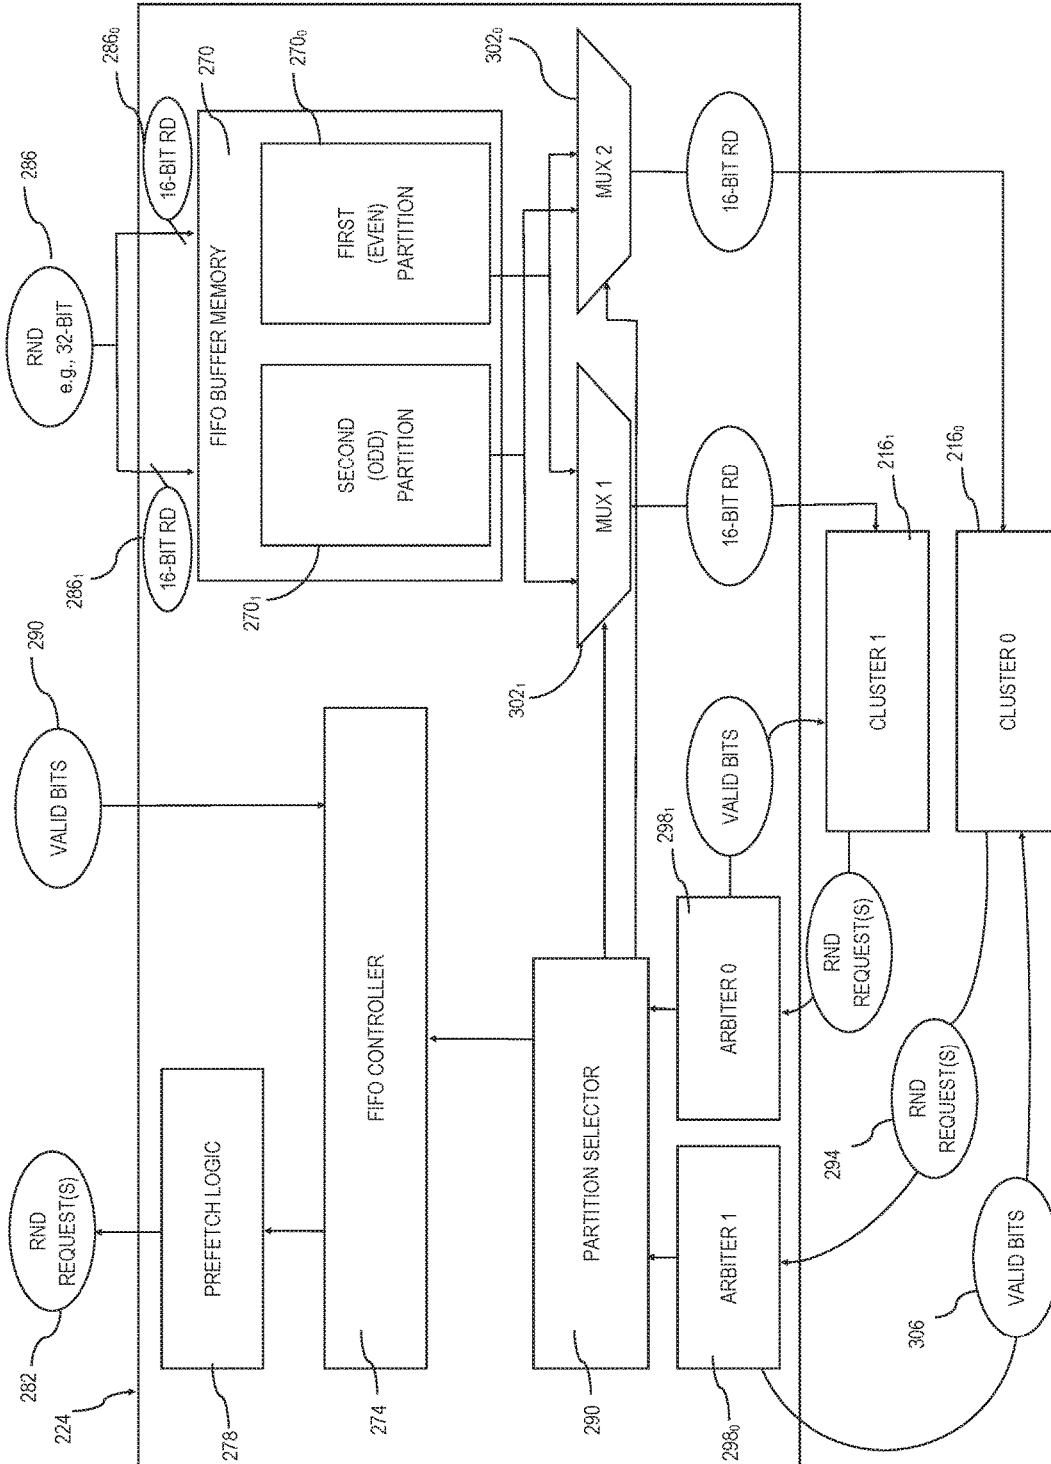 282
RND
REQUEST(S)
VALID BITS
290
RND
e.g., 32-BIT
286
224
278
PREFETCH LOGIC
286₁
16-BIT RD
16-BIT RD
286₀
274
FIFO CONTROLLER
FIFO BUFFER MEMORY
270
270₁
SECOND
(ODD)
PARTITION
FIRST
(EVEN)
PARTITION
270₀
290
PARTITION SELECTOR
302₁
MUX 1
MUX 2
302₀
298₀
ARBITER 1
ARBITER 0
298₁
VALID BITS
16-BIT RD
16-BIT RD
RND
REQUEST(S)
CLUSTER 1
216₁
294
RND
REQUEST(S)
CLUSTER 0
216₀
306
VALID BITS